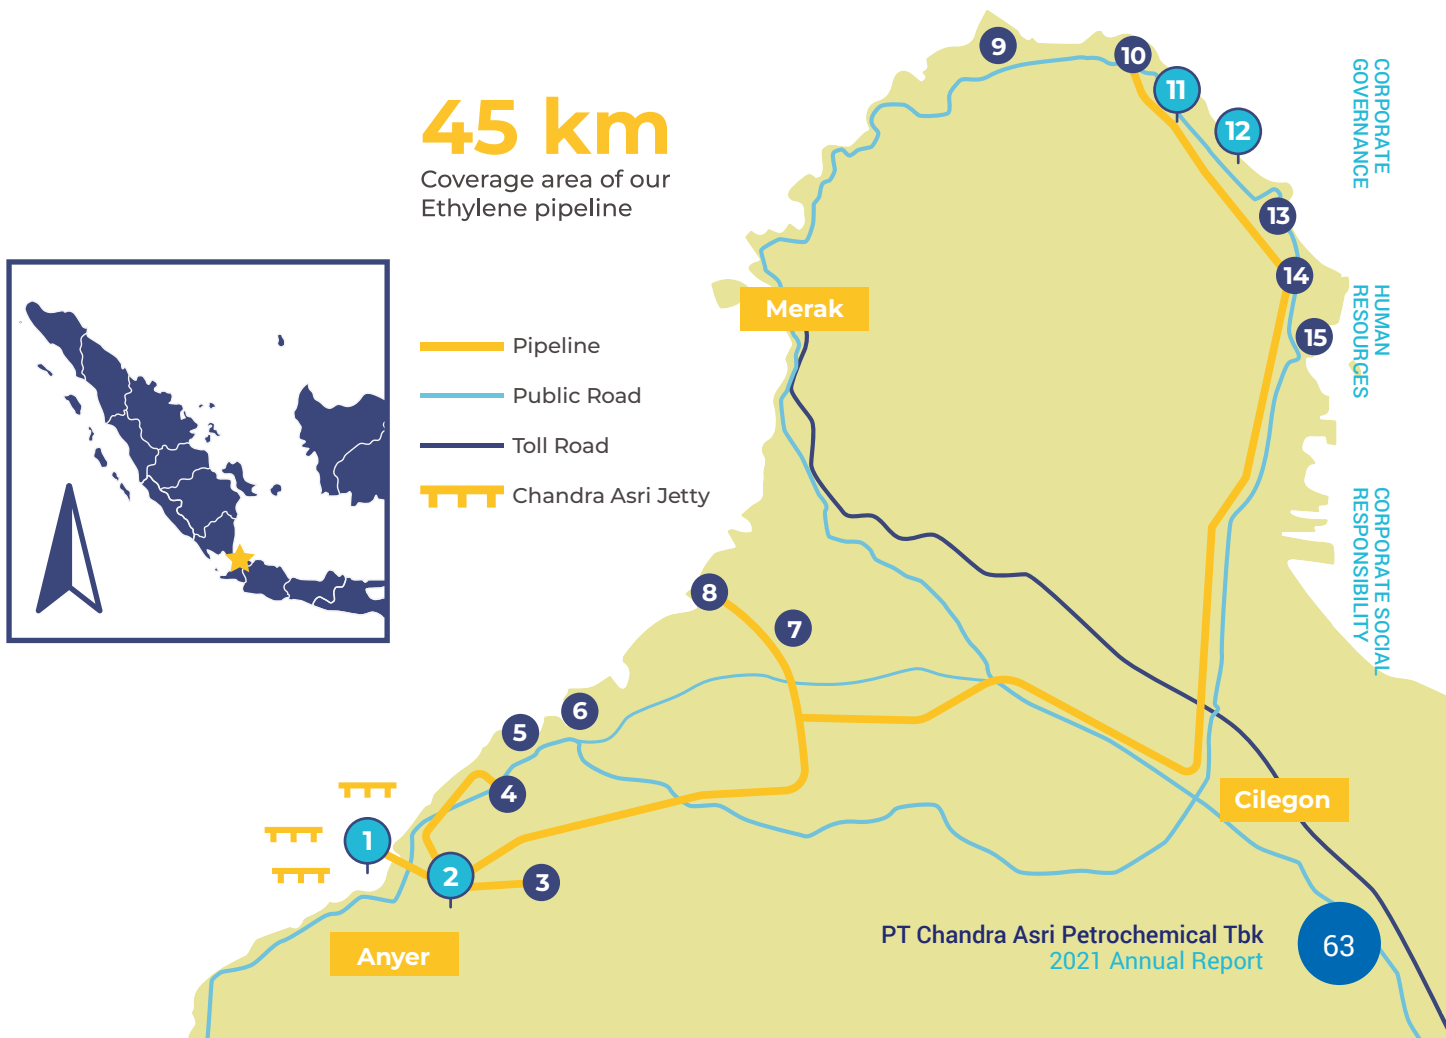 45 km
Coverage area of our
Ethylene pipeline
Pipeline
Public Road
Toll Road
Chandra Asri Jetty
9
10
11
12
13
14
15
Merak
8
7
6
5
4
1
2
3
Anyer
Cilegon
CORPORATE
GOVERNANCE
HUMAN
RESOURCES
CORPORATE SOCIAL
RESPONSIBILITY
PT Chandra Asri Petrochemical Tbk
2021 Annual Report
63